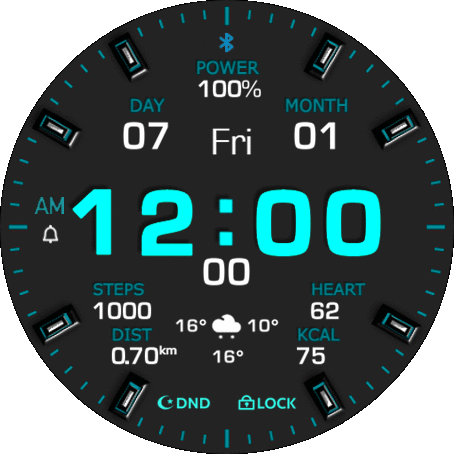 POWER
100%
DAY
MONTH
07
Fri
01
AM
12:00
00
STEPS
HEART
1000
62
16° 10°
DIST
KCAL
0.70km
16°
75
DND
LOCK